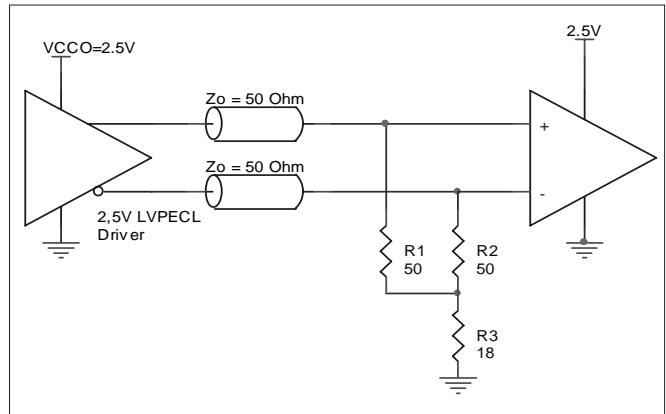 VCCO=2.5V
2.5V
Zo = 50 Ohm
+
Zo = 50 Ohm
-
2,5V LVPECL
Driver
R1
50
R2
50
R3
18